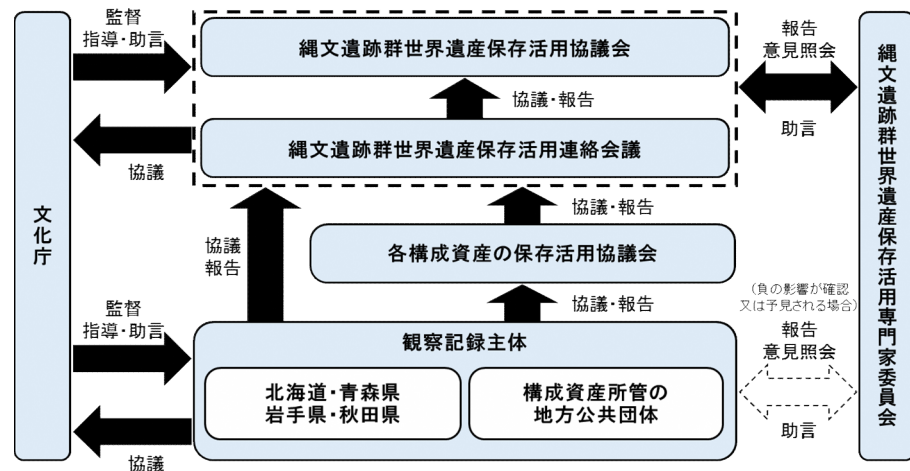 文化庁
監督
指導・助言
協議
縄文遺跡群世界遺産保存活用協議会
協議・報告
縄文遺跡群世界遺産保存活用連絡会議
報告
意見照会
助言
縄文遺跡群世界遺産保存活用専門家委員会
協議
報告
協議・報告
各構成資産の保存活用協議会
協議・報告
監督
指導・助言
協議
観察記録主体
北海道・青森県
岩手県・秋田県
構成資産所管の
地方公共団体
(負の影響が確認
又は予見される場合)
報告
意見照会
助言